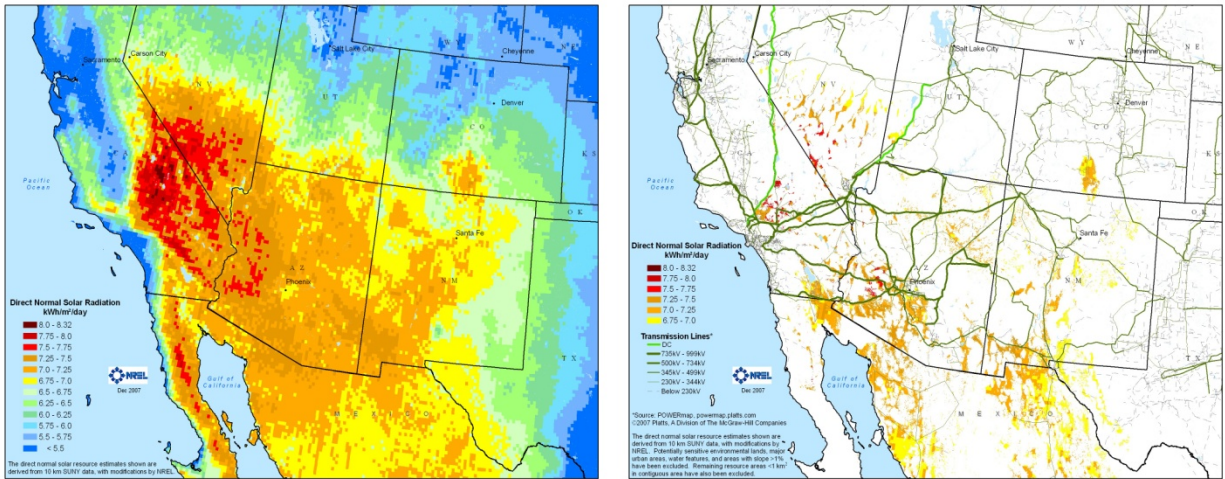 Sacramento
Carson City
Salt Lake City
Cheyenne
NV
UT
WY
NE
Denver
CO
KS
Pacific
Ocean
OK
Santa Fe
AZ
NM
Phoenix
TX
Direct Normal Solar Radiation
kWh/m²/day
8.0 - 8.32
7.75 - 8.0
7.5 - 7.75
7.25 - 7.5
7.0 - 7.25
6.75 - 7.0
6.5 - 6.75
6.25 - 6.5
6.0 - 6.25
5.75 - 6.0
5.5 - 5.75
< 5.5
NREL
Dec 2007
Gulf of
California
MEXICO
The direct normal solar resource estimates shown are
derived from 10 km SUNY data, with modifications by NREL.
Sacramento
Carson City
Salt Lake City
Cheyenne
WY
NE
NV
UT
Denver
CO
CA
KS
Pacific
Ocean
OK
Santa Fe
AZ
NM
Phoenix
TX
Direct Normal Solar Radiation
kWh/m²/day
8.0 - 8.32
7.75 - 8.0
7.5 - 7.75
7.25 - 7.5
7.0 - 7.25
6.75 - 7.0
Transmission Lines*
DC
735kV - 999kV
500kV - 734kV
345kV - 499kV
230kV - 344kV
Below 230kV
NREL
Dec 2007
Gulf of
California
MEXICO
*Source: POWERmap, powermap.platts.com
©2007 Platts, A Division of The McGraw-Hill Companies
The direct normal solar resource estimates shown are
derived from 10 km SUNY data, with modifications by
NREL. Potentially sensitive environmental lands, major
urban areas, water features, and areas with slope >1%
have been excluded. Remaining resource areas <1 km²
in contiguous area have also been excluded.